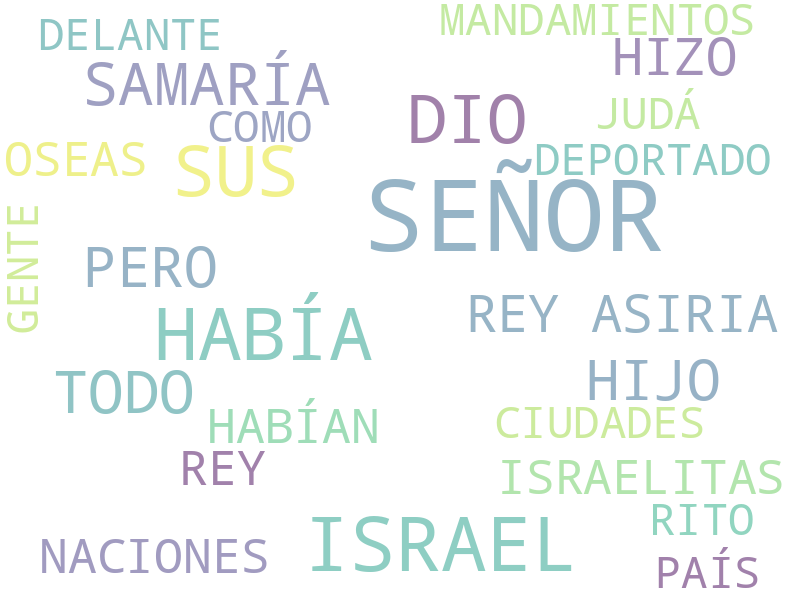 MANDAMIENTOS
DELANTE
HIZO
SAMARÍA
DIO
JUDÁ
COMO
OSEAS
SUS
DEPORTADO
SEÑOR
GENTE
PERO
REY ASIRIA
HABÍA
HIJO
TODO
HABÍAN
CIUDADES
REY
ISRAELITAS
RITO
ISRAEL
NACIONES
PAÍS